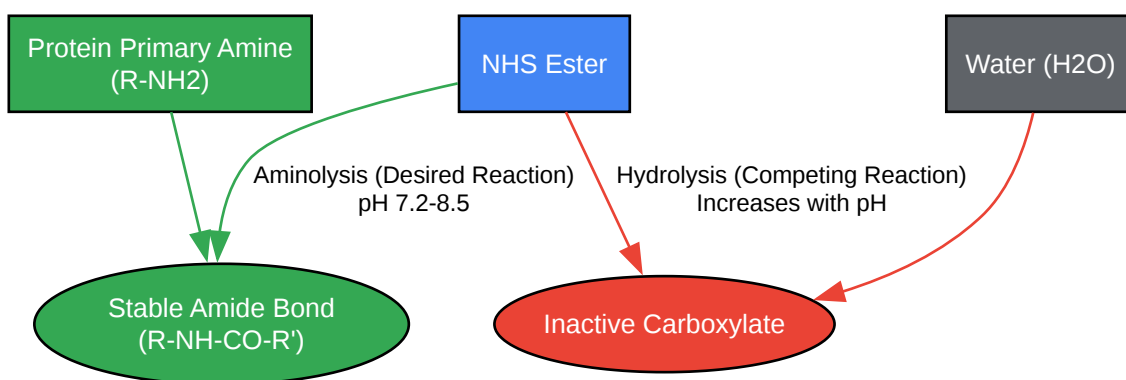 Protein Primary Amine
(R-NH2)
NHS Ester
Water (H2O)
Aminolysis (Desired Reaction)
pH 7.2-8.5
Hydrolysis (Competing Reaction)
Increases with pH
Stable Amide Bond
(R-NH-CO-R')
Inactive Carboxylate